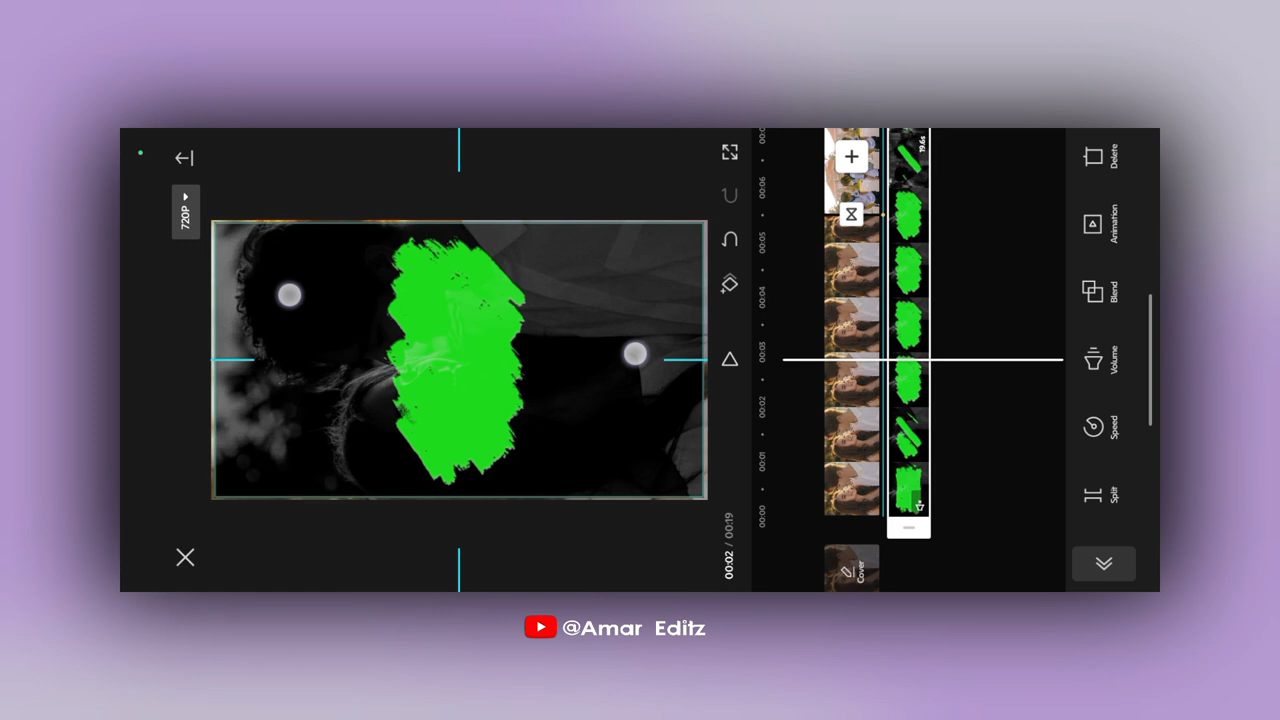 720P
00:02 / 00:19
00:00
00:01
00:02
00:03
00:04
00:05
00:06
19.6s
Cover
Split
Speed
Volume
Blend
Animation
Delete
@Amar Editz